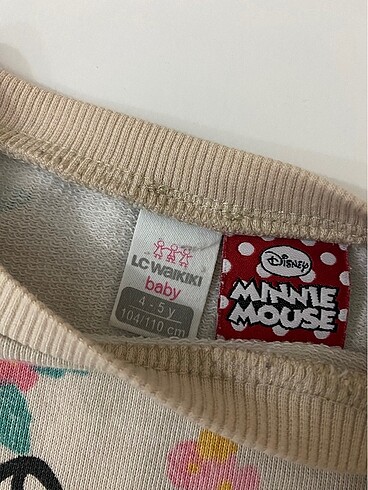 LC WAIKIKI
baby
4 - 5 y
104/110 cm
Disney
MINNIE
MOUSE